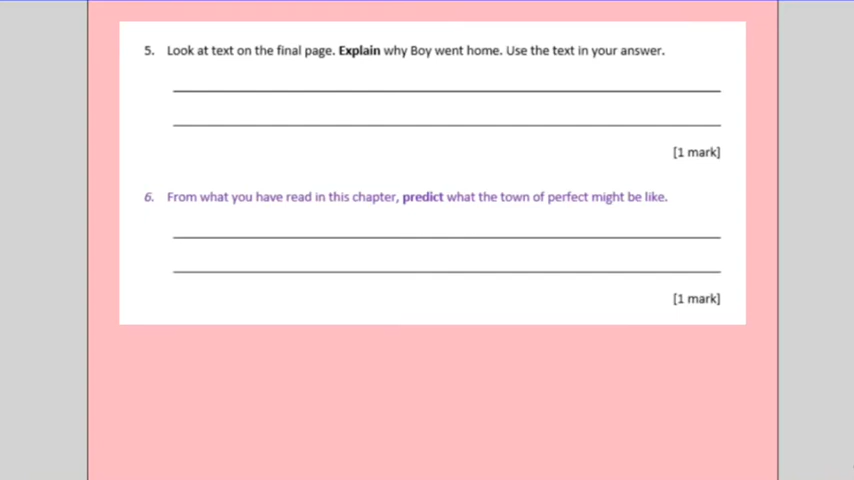 5. Look at text on the final page. Explain why Boy went home. Use the text in your answer.
[1 mark]
6. From what you have read in this chapter, predict what the town of perfect might be like.
[1 mark]